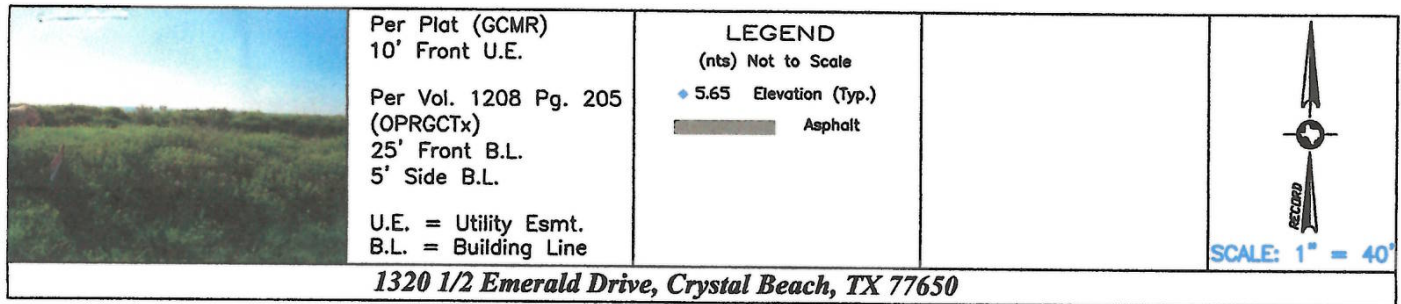 Per Plat (GCMR)
10' Front U.E.
Per Vol. 1208 Pg. 205
(OPRGCTx)
25' Front B.L.
5' Side B.L.
U.E. = Utility Esmt.
B.L. = Building Line
LEGEND
(nts) Not to Scale
5.65 Elevation (Typ.)
Asphalt
RECORD
SCALE: 1" = 40'
1320 1/2 Emerald Drive, Crystal Beach, TX 77650